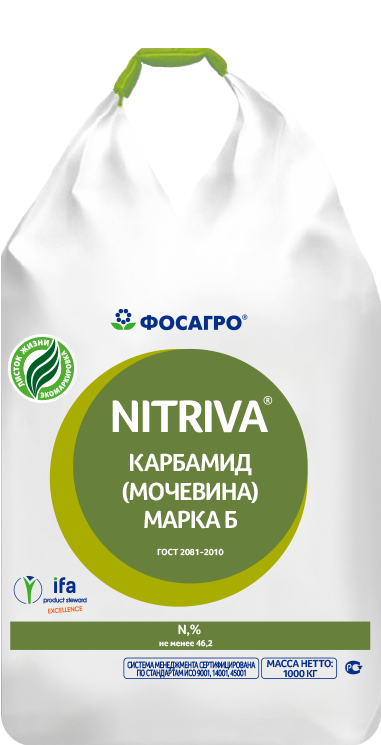 ФОСАГРО®
ЛИСТОК ЖИЗНИ
ЭКОМАРКИРОВКА
NITRIVA®
КАРБАМИД
(МОЧЕВИНА)
МАРКА Б
ГОСТ 2081-2010
ifa
product steward
EXCELLENCE
N,%
не менее 46,2
СИСТЕМА МЕНЕДЖМЕНТА СЕРТИФИЦИРОВАНА
ПО СТАНДАРТАМ ИСО 9001, 14001, 45001
МАССА НЕТТО:
1000 КГ